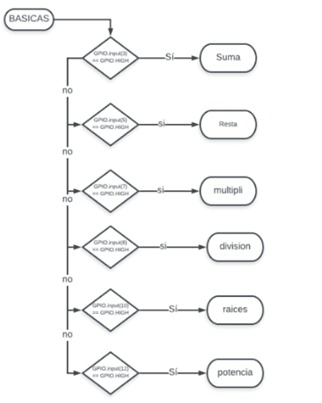 BASICAS
GPIO.input(3)
== GPIO.HIGH
Sí
Suma
no
GPIO.input(5)
== GPIO.HIGH
si
Resta
no
GPIO.input(7)
== GPIO.HIGH
si
multipli
no
GPIO.input(8)
== GPIO.HIGH
si
division
no
GPIO.input(10)
== GPIO.HIGH
Sí
raices
no
GPIO.input(12)
== GPIO.HIGH
Sí
potencia